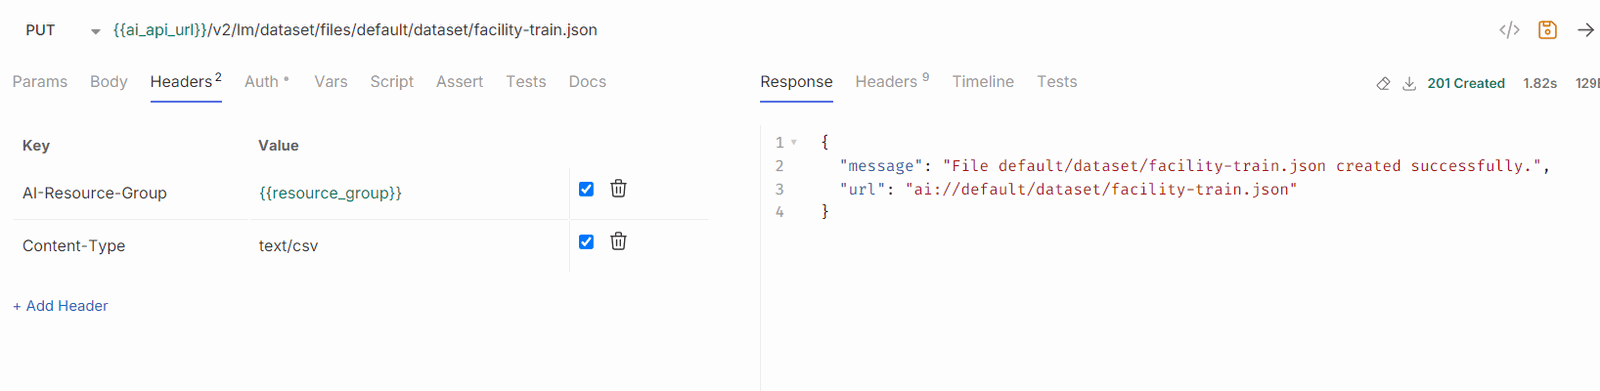 PUT {{ai_api_url}}/v2/lm/dataset/files/default/dataset/facility-train.json </>
Params Body Headers 2 Auth • Vars Script Assert Tests Docs
Response Headers 9 Timeline Tests 201 Created 1.82s 129
Key Value
AI-Resource-Group {{resource_group}}
Content-Type text/csv
+ Add Header
1 {
2 "message": "File default/dataset/facility-train.json created successfully.",
3 "url": "ai://default/dataset/facility-train.json"
4 }